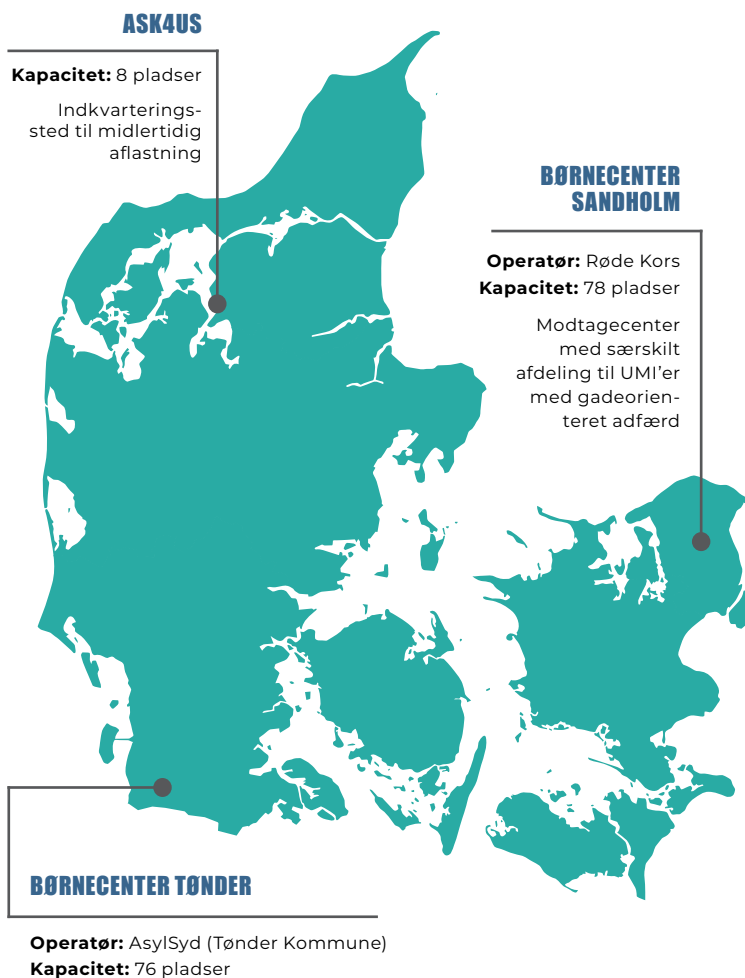 ASK4US
Kapacitet: 8 pladser
Indkvarterings-
sted til midlertidig
aflastning
BØRNECENTER
SANDHOLM
Operatør: Røde Kors
Kapacitet: 78 pladser
Modtagecenter
med særskilt
afdeling til UMI’er
med gadeorien-
teret adfærd
BØRNECENTER TØNDER
Operatør: AsylSyd (Tønder Kommune)
Kapacitet: 76 pladser